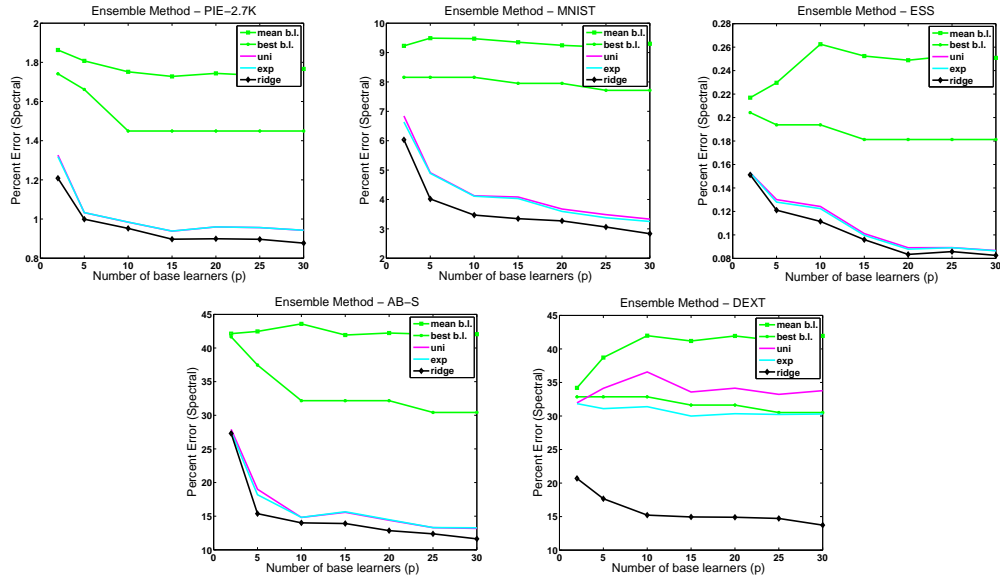 Ensemble Method – PIE–2.7K
Percent Error (Spectral)
2
1.8
1.6
1.4
1.2
1
0.8
0 5 10 15 20 25 30
Number of base learners (p)
mean b.l.
best b.l.
uni
exp
ridge
Ensemble Method – MNIST
Percent Error (Spectral)
10
9
8
7
6
5
4
3
2
0 5 10 15 20 25 30
Number of base learners (p)
mean b.l.
best b.l.
uni
exp
ridge
Ensemble Method – ESS
Percent Error (Spectral)
0.28
0.26
0.24
0.22
0.2
0.18
0.16
0.14
0.12
0.1
0.08
0 5 10 15 20 25 30
Number of base learners (p)
mean b.l.
best b.l.
uni
exp
ridge
Ensemble Method – AB–S
Percent Error (Spectral)
45
40
35
30
25
20
15
10
0 5 10 15 20 25 30
Number of base learners (p)
mean b.l.
best b.l.
uni
exp
ridge
Ensemble Method – DEXT
Percent Error (Spectral)
45
40
35
30
25
20
15
10
0 5 10 15 20 25 30
Number of base learners (p)
mean b.l.
best b.l.
uni
exp
ridge